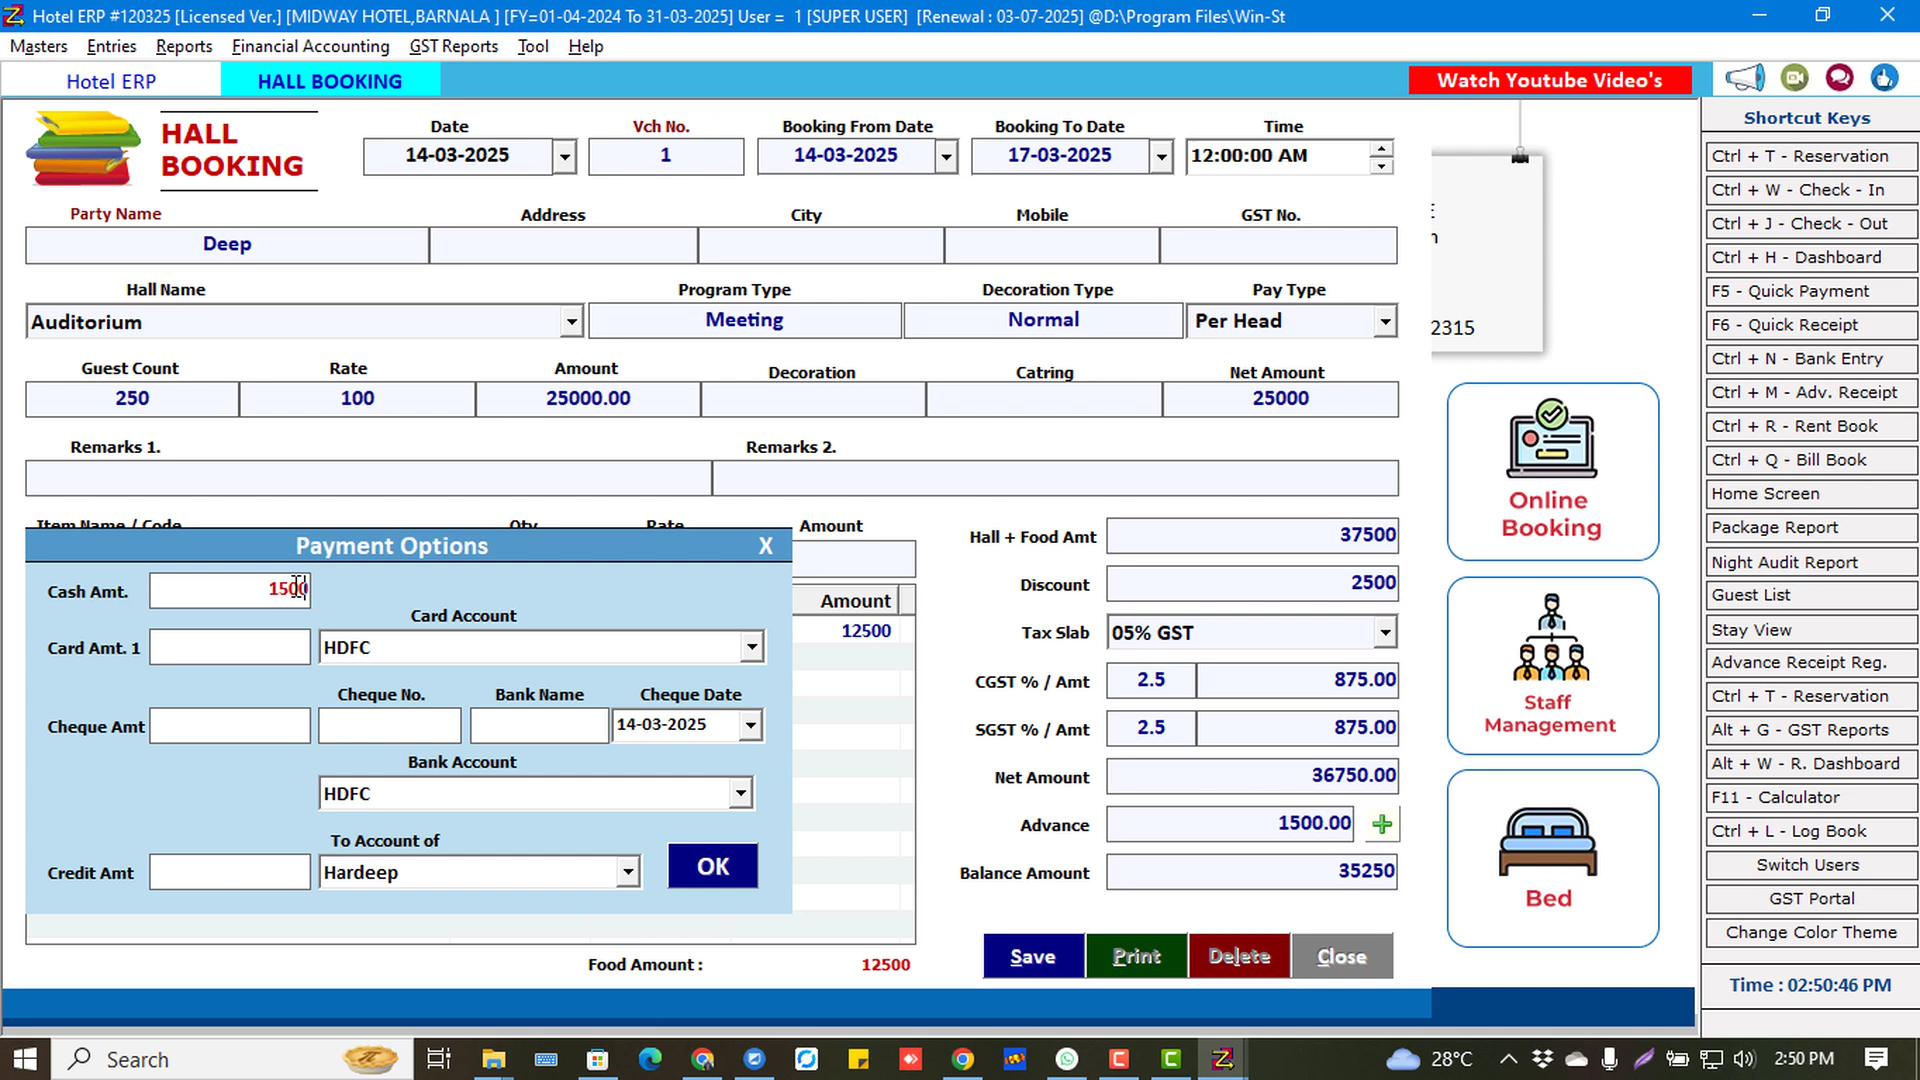 Hotel ERP #120325 [Licensed Ver.] [MIDWAY HOTEL,BARNALA ] [FY=01-04-2024 To 31-03-2025] User = 1 [SUPER USER] [Renewal : 03-07-2025] @D:\Program Files\Win-St
Masters Entries Reports Financial Accounting GST Reports Tool Help
Hotel ERP HALL BOOKING Watch Youtube Video's
Shortcut Keys
HALL BOOKING
Date Vch No. Booking From Date Booking To Date Time
14-03-2025 1 14-03-2025 17-03-2025 12:00:00 AM
Party Name Address City Mobile GST No.
Deep
Hall Name Program Type Decoration Type Pay Type
Auditorium Meeting Normal Per Head
2315
Guest Count Rate Amount Decoration Catring Net Amount
250 100 25000.00 25000
Remarks 1. Remarks 2.
Item Name / Code Qty Rate Amount
Payment Options X
Cash Amt. 1500
Card Account
Card Amt. 1 HDFC
Cheque No. Bank Name Cheque Date
Cheque Amt 14-03-2025
Bank Account
HDFC
To Account of
Credit Amt Hardeep OK
Amount
12500
Food Amount : 12500
Hall + Food Amt 37500
Discount 2500
Tax Slab 05% GST
CGST % / Amt 2.5 875.00
SGST % / Amt 2.5 875.00
Net Amount 36750.00
Advance 1500.00
Balance Amount 35250
Save Print Delete Close
Online Booking
Staff Management
Bed
Ctrl + T - Reservation
Ctrl + W - Check - In
Ctrl + J - Check - Out
Ctrl + H - Dashboard
F5 - Quick Payment
F6 - Quick Receipt
Ctrl + N - Bank Entry
Ctrl + M - Adv. Receipt
Ctrl + R - Rent Book
Ctrl + Q - Bill Book
Home Screen
Package Report
Night Audit Report
Guest List
Stay View
Advance Receipt Reg.
Ctrl + T - Reservation
Alt + G - GST Reports
Alt + W - R. Dashboard
F11 - Calculator
Ctrl + L - Log Book
Switch Users
GST Portal
Change Color Theme
Time : 02:50:46 PM
Search 28°C 2:50 PM